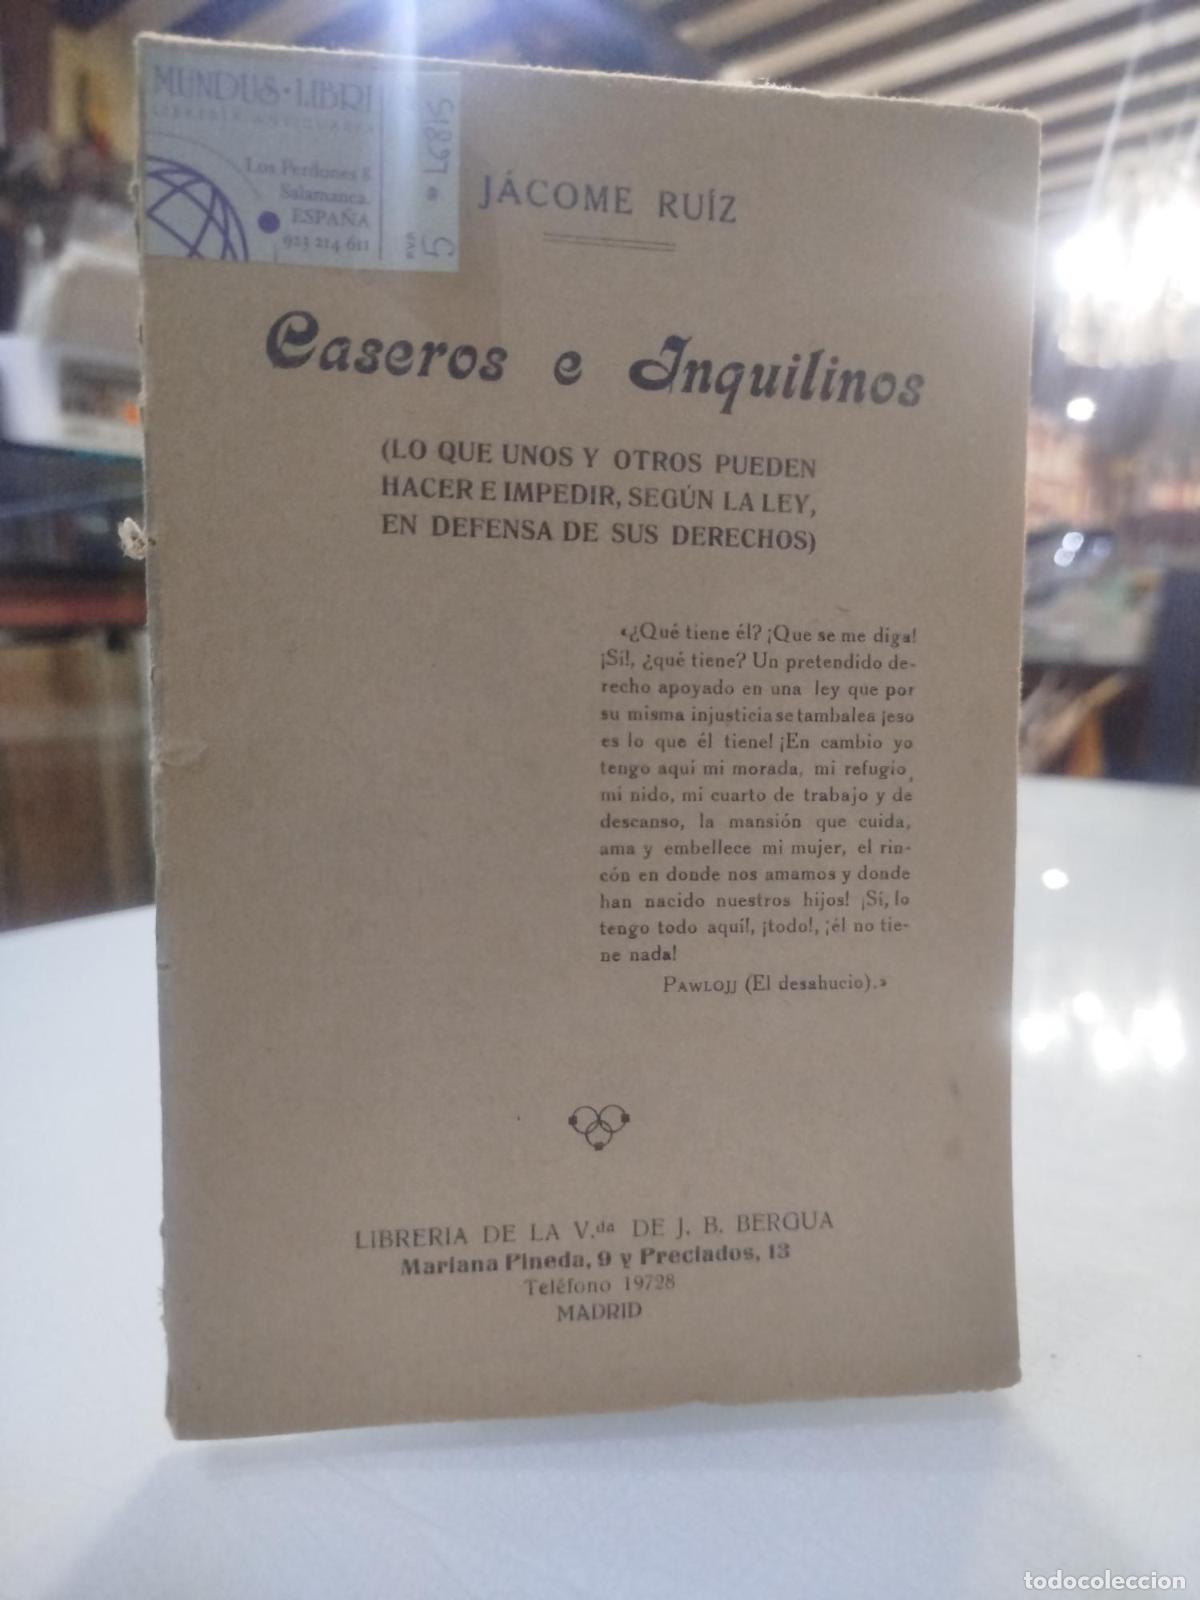 MUNDUS-LIBRI
LIBRERÍA ANTIQUARIA
Los Perdones 8
Salamanca.
ESPAÑA
923 214 611
P.V.P.
5
JÁCOME RUÍZ
Caseros e Inquilinos
(LO QUE UNOS Y OTROS PUEDEN
HACER E IMPEDIR, SEGÚN LA LEY,
EN DEFENSA DE SUS DERECHOS)
«¿Qué tiene él? ¡Que se me diga!
¡Sí!, ¿qué tiene? Un pretendido de-
recho apoyado en una ley que por
su misma injusticia se tambalea ¡eso
es lo que él tiene! ¡En cambio yo
tengo aqui mi morada, mi refugio,
mi nido, mi cuarto de trabajo y de
descanso, la mansión que cuida,
ama y embellece mi mujer, el rin-
cón en donde nos amamos y donde
han nacido nuestros hijos! ¡Sí, lo
tengo todo aquí!, ¡todo!, ¡él no tie-
ne nada!
PAWLOJJ (El desahucio).»
LIBRERIA DE LA V.da DE J. B. BERGUA
Mariana Pineda, 9 y Preciados, 13
Teléfono 19728
MADRID
todocoleccion